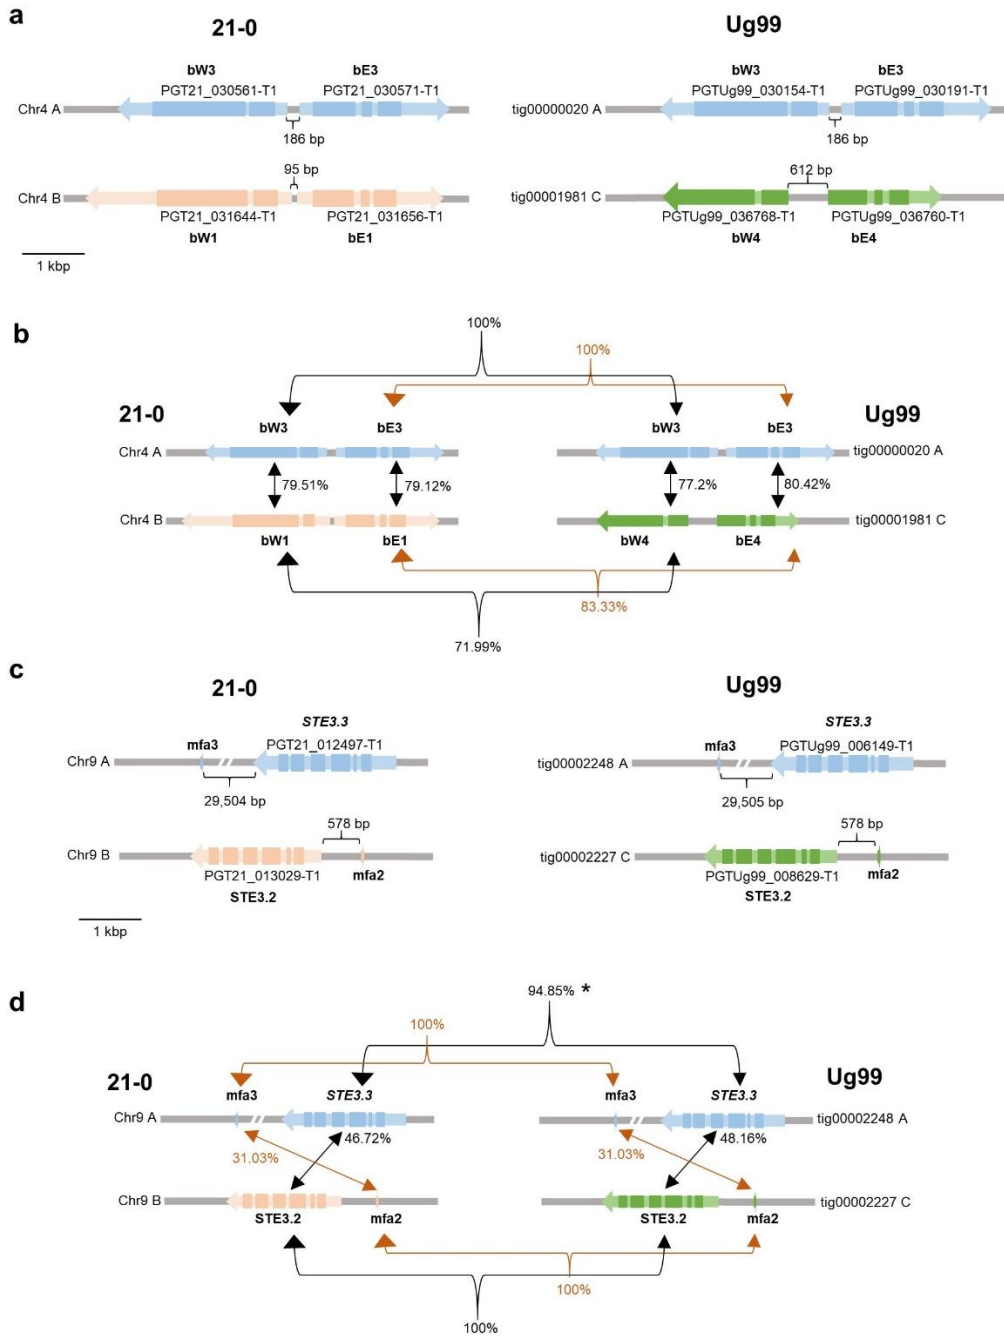 a
21-0 Ug99
bW3 bE3 bW3 bE3
PGT21_030561-T1 PGT21_030571-T1 PGTUg99_030154-T1 PGTUg99_030191-T1
Chr4 A tig00000020 A
186 bp 186 bp
95 bp 612 bp
Chr4 B tig00001981 C
PGT21_031644-T1 PGT21_031656-T1 PGTUg99_036768-T1 PGTUg99_036760-T1
bW1 bE1 bW4 bE4
1 kbp
b
100%
100%
21-0 Ug99
bW3 bE3 bW3 bE3
Chr4 A tig00000020 A
79.51% 79.12% 77.2% 80.42%
Chr4 B tig00001981 C
bW1 bE1 bW4 bE4
83.33%
71.99%
c
21-0 Ug99
STE3.3 STE3.3
mfa3 PGT21_012497-T1 mfa3 PGTUg99_006149-T1
Chr9 A tig00002248 A
29,504 bp 29,505 bp
578 bp 578 bp
Chr9 B tig00002227 C
PGT21_013029-T1 mfa2 PGTUg99_008629-T1 mfa2
STE3.2 STE3.2
1 kbp
d
94.85% *
100%
21-0 Ug99
mfa3 STE3.3 mfa3 STE3.3
Chr9 A tig00002248 A
46.72% 48.16%
31.03% 31.03%
Chr9 B tig00002227 C
STE3.2 mfa2 STE3.2 mfa2
100%
100%